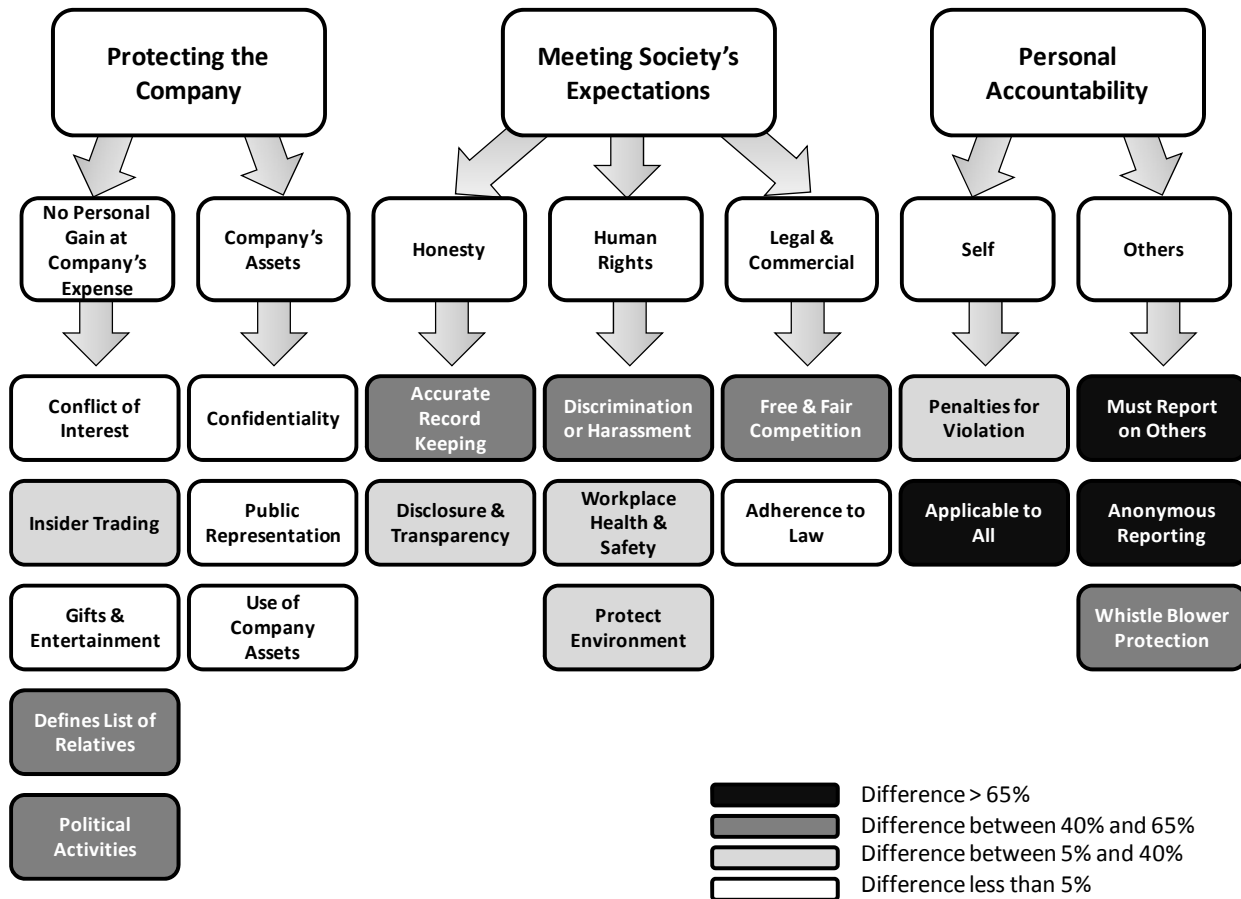 Protecting the
Company
Meeting Society's
Expectations
Personal
Accountability
No Personal
Gain at
Company's
Expense
Company's
Assets
Honesty
Human
Rights
Legal &
Commercial
Self
Others
Conflict of
Interest
Confidentiality
Accurate
Record
Keeping
Discrimination
or Harassment
Free & Fair
Competition
Penalties for
Violation
Must Report
on Others
Insider Trading
Public
Representation
Disclosure &
Transparency
Workplace
Health &
Safety
Adherence to
Law
Applicable to
All
Anonymous
Reporting
Gifts &
Entertainment
Use of
Company
Assets
Protect
Environment
Whistle Blower
Protection
Defines List of
Relatives
Political
Activities
Difference > 65%
Difference between 40% and 65%
Difference between 5% and 40%
Difference less than 5%